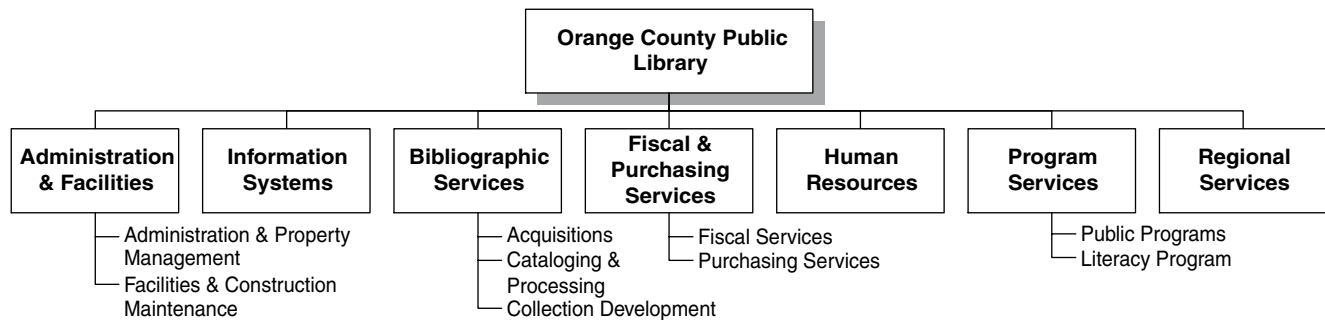 Orange County Public
Library
Administration
& Facilities
Information
Systems
Bibliographic
Services
Fiscal &
Purchasing
Services
Human
Resources
Program
Services
Regional
Services
Administration & Property
Management
Facilities & Construction
Maintenance
Acquisitions
Cataloging &
Processing
Collection Development
Fiscal Services
Purchasing Services
Public Programs
Literacy Program